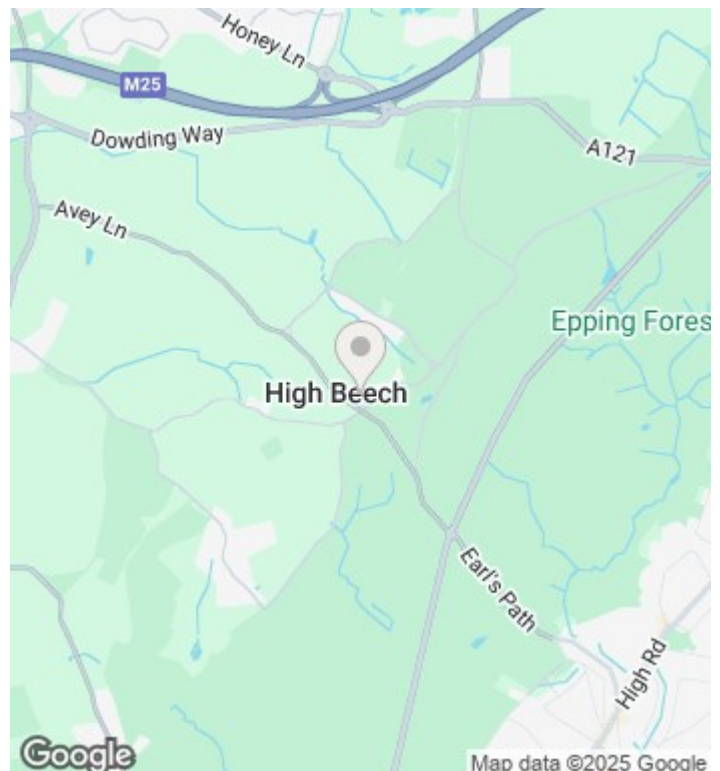 Honey Ln
M25
Dowding Way
A121
Avey Ln
Epping Fores
High Beech
Earl's Path
High Rd
Google
Map data ©2025 Google